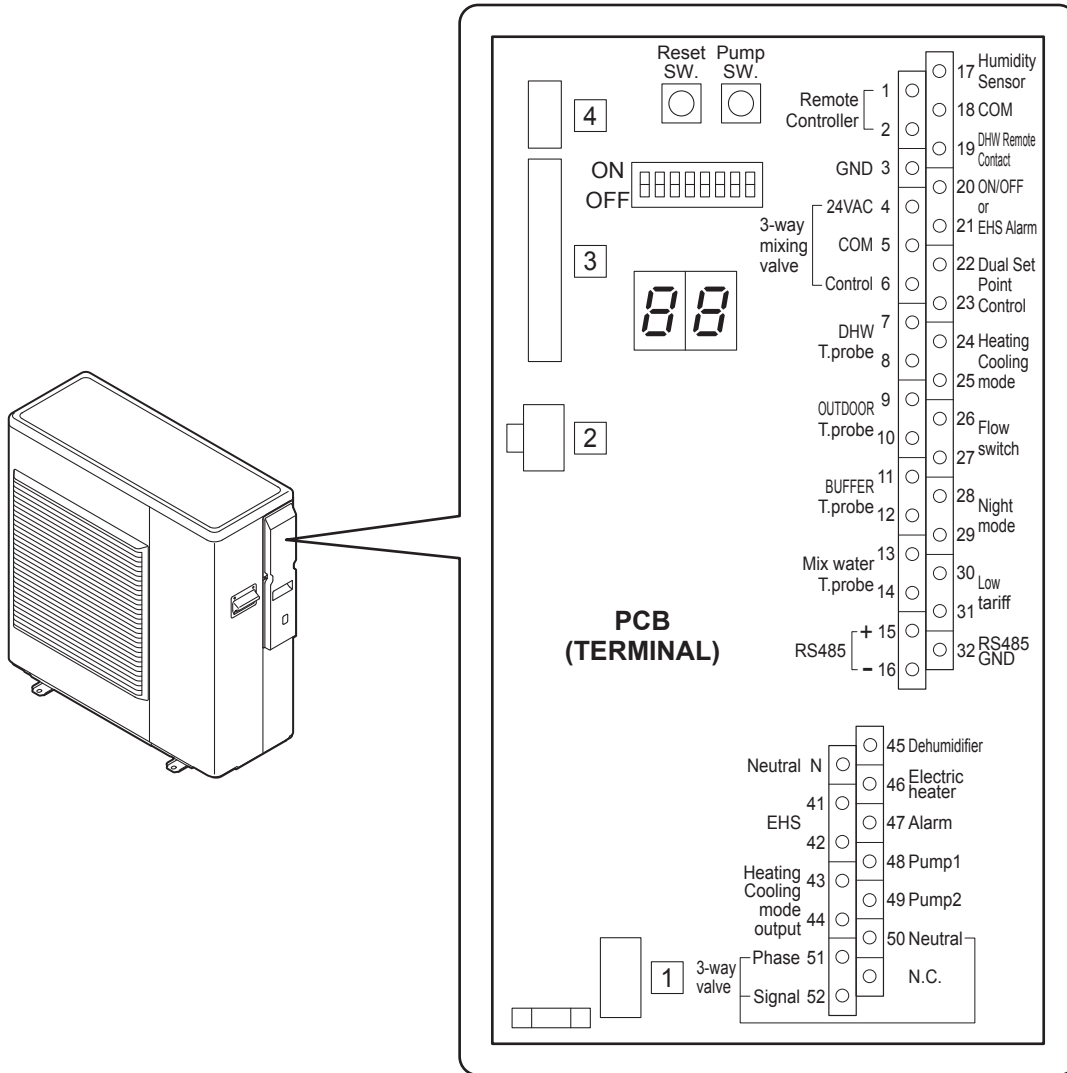 Reset SW.
Pump SW.
4
ON
OFF
3
88
2
PCB
(TERMINAL)
1
Remote
Controller
1
2
GND 3
3-way
mixing
valve
24VAC 4
COM 5
Control 6
DHW
T.probe
7
8
OUTDOOR
T.probe
9
10
BUFFER
T.probe
11
12
Mix water
T.probe
13
14
RS485
+ 15
- 16
17 Humidity
Sensor
18 COM
19 DHW Remote
Contact
20 ON/OFF
or
21 EHS Alarm
22 Dual Set
Point
23 Control
24 Heating
Cooling
25 mode
26
Flow
switch
27
28
Night
mode
29
30
Low
tariff
31
32 RS485
GND
Neutral N
EHS
41
42
Heating
Cooling
mode
output
43
44
3-way
valve
Phase 51
Signal 52
45 Dehumidifier
46 Electric
heater
47 Alarm
48 Pump1
49 Pump2
50 Neutral
N.C.